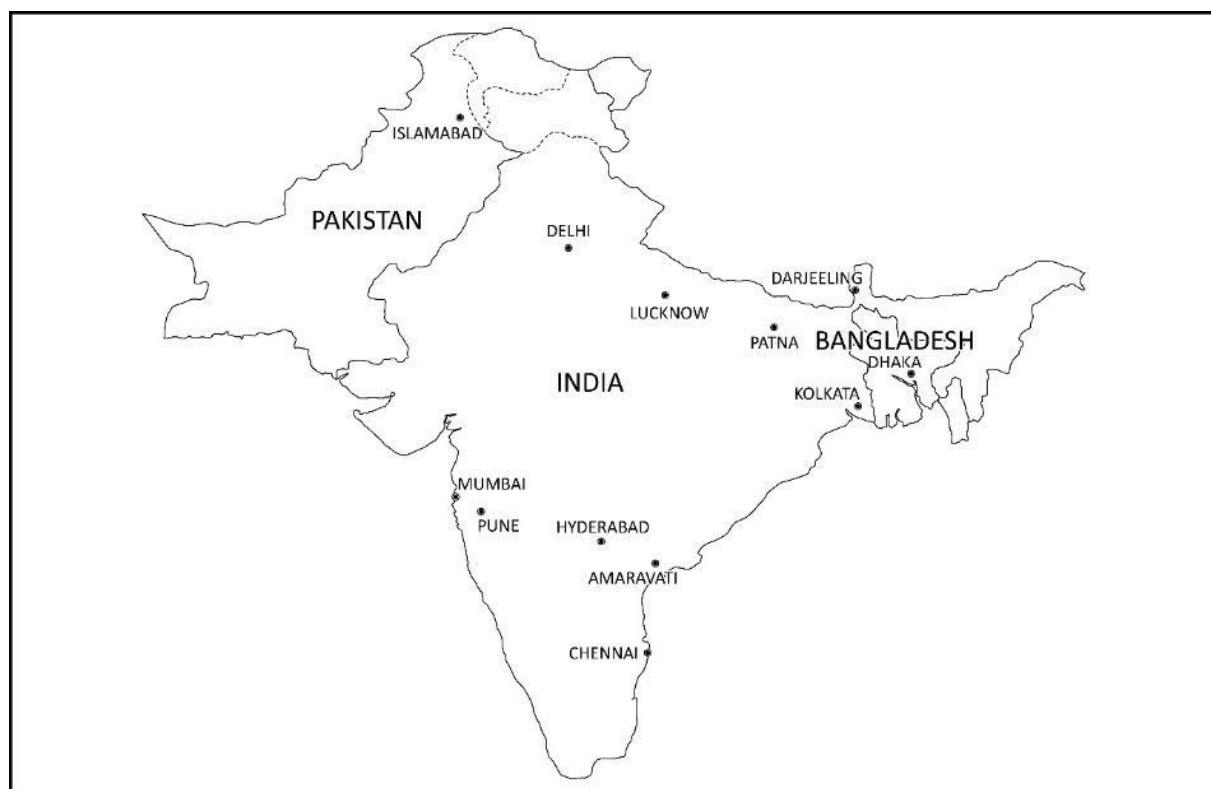 ISLAMABAD
PAKISTAN
DELHI
DARJEELING
LUCKNOW
PATNA
BANGLADESH
DHAKA
INDIA
KOLKATA
MUMBAI
PUNE
HYDERABAD
AMARAVATI
CHENNAI